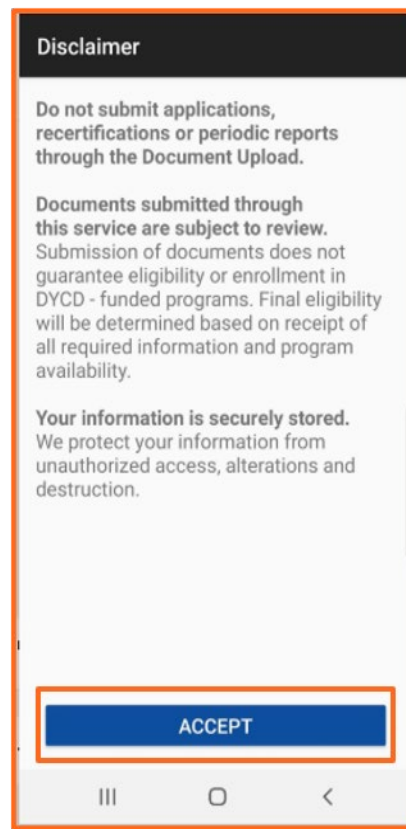 Disclaimer
Do not submit applications,
recertifications or periodic reports
through the Document Upload.
Documents submitted through
this service are subject to review.
Submission of documents does not
guarantee eligibility or enrollment in
DYCD - funded programs. Final eligibility
will be determined based on receipt of
all required information and program
availability.
Your information is securely stored.
We protect your information from
unauthorized access, alterations and
destruction.
ACCEPT